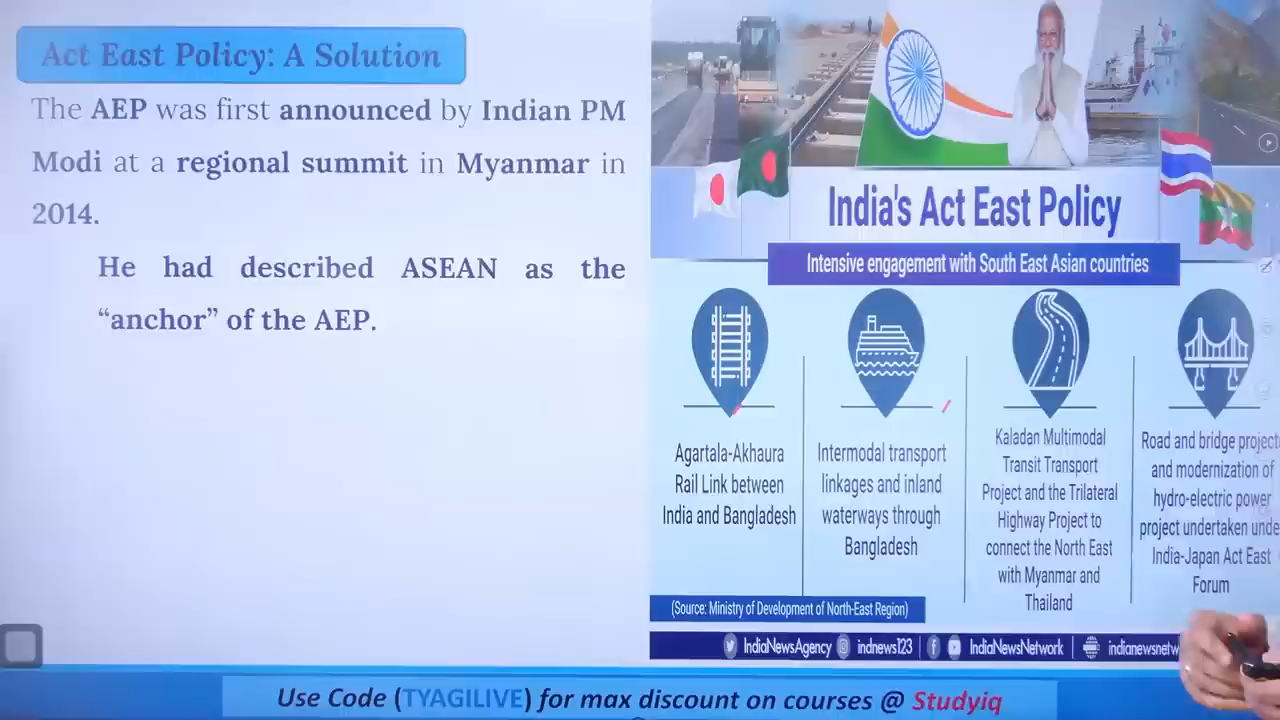 Act East Policy: A Solution
The AEP was first announced by Indian PM
Modi at a regional summit in Myanmar in
2014.
He had described ASEAN as the
“anchor” of the AEP.
India's Act East Policy
Intensive engagement with South East Asian countries
Agartala-Akhaura
Rail Link between
India and Bangladesh
Intermodal transport
linkages and inland
waterways through
Bangladesh
Kaladan Multimodal
Transit Transport
Project and the Trilateral
Highway Project to
connect the North East
with Myanmar and
Thailand
Road and bridge project
and modernization of
hydro-electric power
project undertaken unde
India-Japan Act East
Forum
(Source: Ministry of Development of North-East Region)
IndiaNewsAgency indnews123 IndiaNewsNetwork indianewsnetw
Use Code (TYAGILIVE) for max discount on courses @ Studyiq